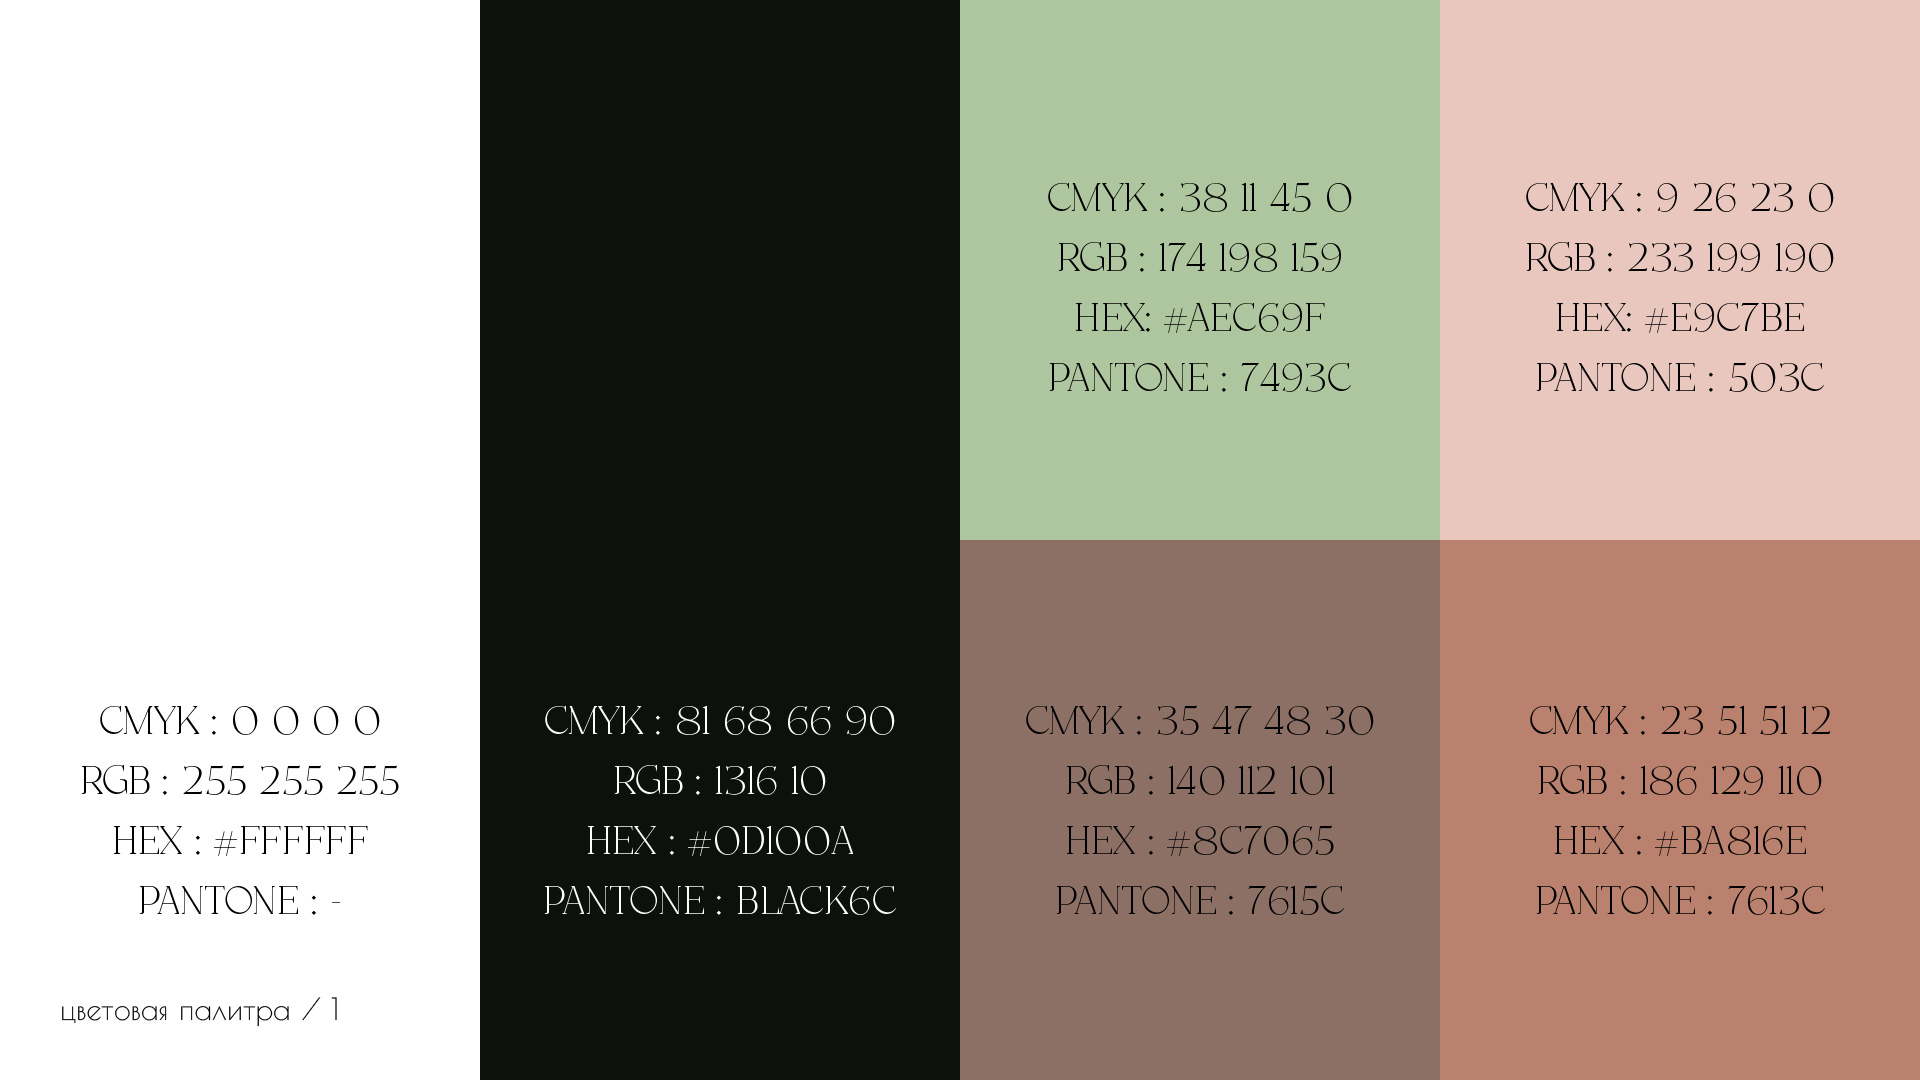 CMYK : 0 0 0 0
RGB : 255 255 255
HEX : #FFFFFF
PANTONE : -
цветовая палитра / 1
CMYK : 81 68 66 90
RGB : 13 16 10
HEX : #0D100A
PANTONE : BLACK6C
CMYK : 38 11 45 0
RGB : 174 198 159
HEX: #AEC69F
PANTONE : 7493C
CMYK : 9 26 23 0
RGB : 233 199 190
HEX: #E9C7BE
PANTONE : 503C
CMYK : 35 47 48 30
RGB : 140 112 101
HEX : #8C7065
PANTONE : 7615C
CMYK : 23 51 51 12
RGB : 186 129 110
HEX : #BA816E
PANTONE : 7613C